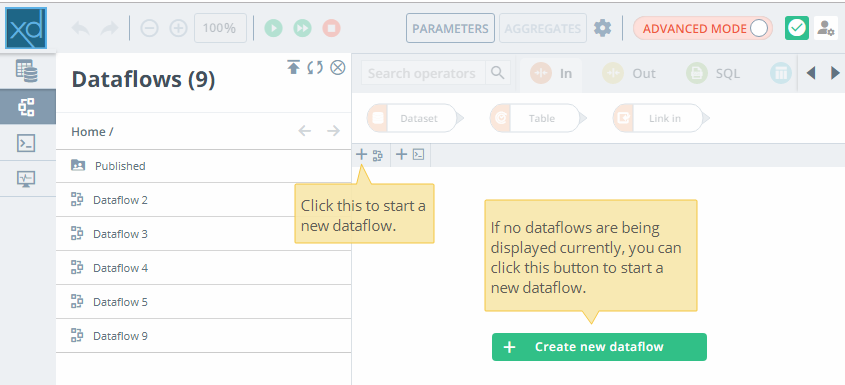 xd
100%
PARAMETERS
AGGREGATES
ADVANCED MODE
Dataflows (9)
Search operators
In
Out
SQL
Dataset
Table
Link in
Home /
Published
Dataflow 2
Dataflow 3
Dataflow 4
Dataflow 5
Dataflow 9
Click this to start a
new dataflow.
If no dataflows are being
displayed currently, you can
click this button to start a
new dataflow.
+ Create new dataflow